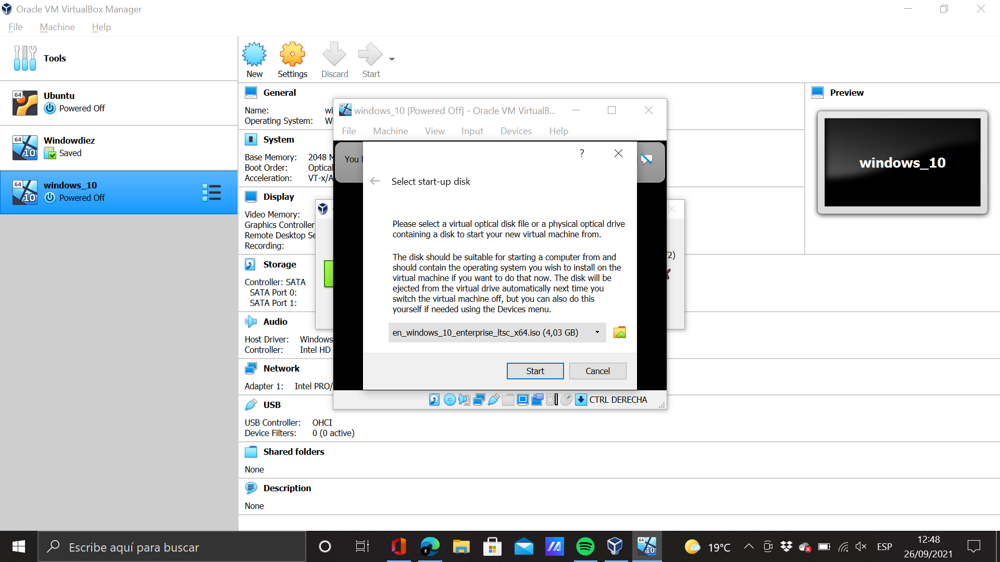 Oracle VM VirtualBox Manager
File Machine Help
Tools
New Settings Discard Start
64
Ubuntu
Powered Off
64
10
Windowdiez
Saved
64
10
windows_10
Powered Off
General
Name:
Operating System:
System
Base Memory: 2048
Boot Order: Optical
Acceleration: VT-x/A
Display
Video Memory:
Graphics Controller
Remote Desktop Se
Recording:
Storage
Controller: SATA
SATA Port 0:
SATA Port 1:
Audio
Host Driver: Windows
Controller: Intel HD
Network
Adapter 1: Intel PRO/
USB
USB Controller: OHCI
Device Filters: 0 (0 active)
Shared folders
None
Description
None
Preview
windows_10
windows_10 [Powered Off] - Oracle VM VirtualB...
File Machine View Input Devices Help
You
?
Select start-up disk
Please select a virtual optical disk file or a physical optical drive
containing a disk to start your new virtual machine from.
The disk should be suitable for starting a computer from and
should contain the operating system you wish to install on the
virtual machine if you want to do that now. The disk will be
ejected from the virtual drive automatically next time you
switch the virtual machine off, but you can also do this
yourself if needed using the Devices menu.
en_windows_10_enterprise_ltsc_x64.iso (4,03 GB)
Start Cancel
/2)
CTRL DERECHA
Escribe aquí para buscar
64
10
19°C
ESP
12:48
26/09/2021